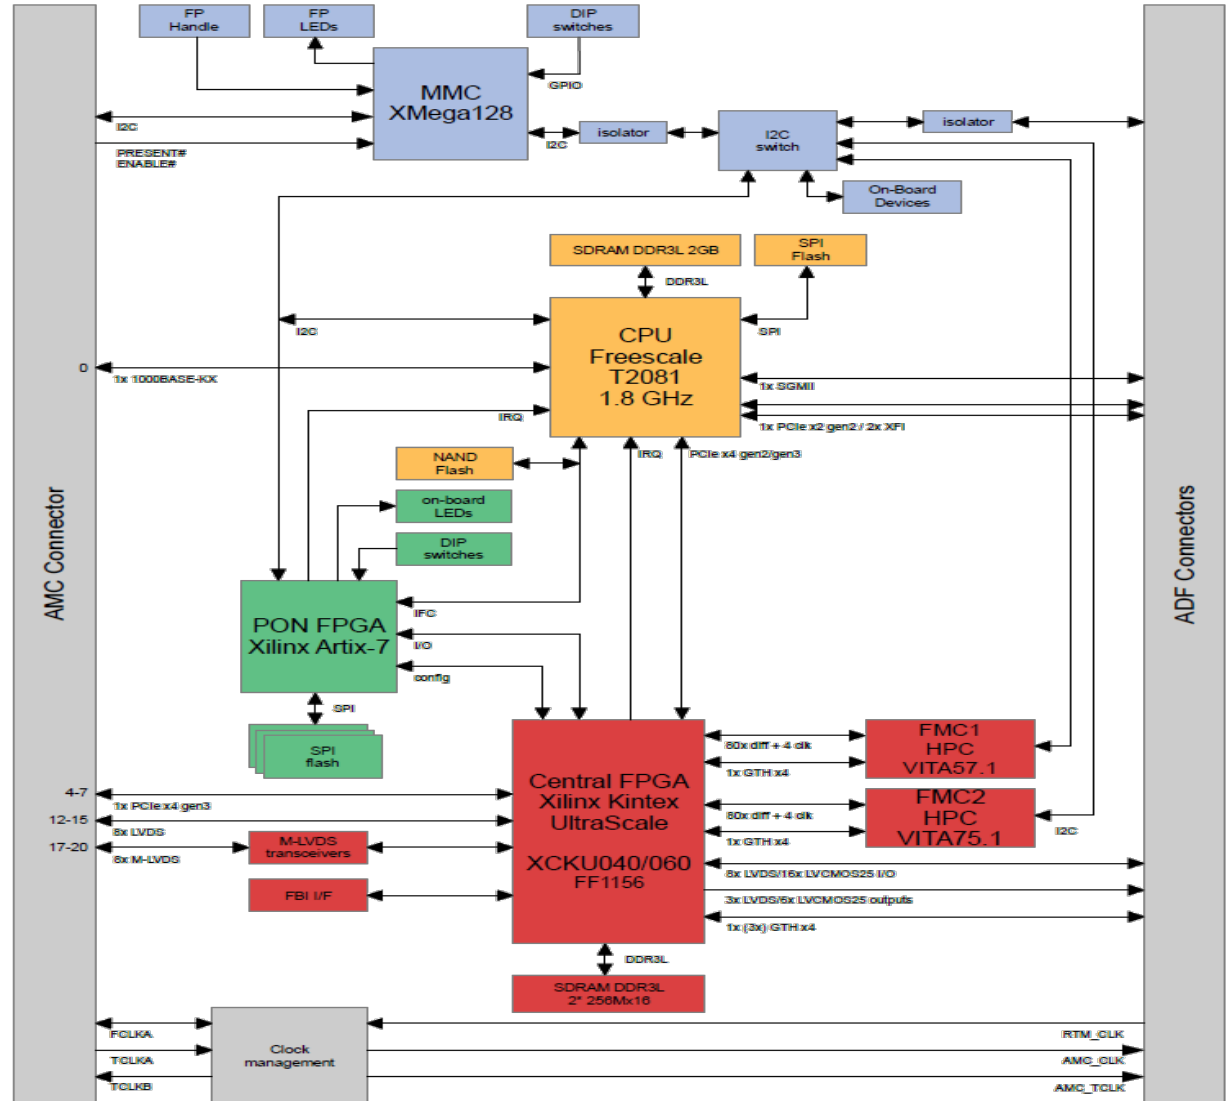 FP
Handle
FP
LEDs
DIP
switches
GPIO
MMC
XMega128
I2C
PRESENT#
ENABLE#
I2C
isolator
I2C
switch
isolator
On-Board
Devices
SDRAM DDR3L 2GB
SPI
Flash
DDR3L
I2C
SPI
CPU
Freescale
T2081
1.8 GHz
0
1x 1000BASE-KX
1x SGMII
IRQ
1x PCIe x2 gen2 / 2x XFI
IRQ
PCIe x4 gen2/gen3
NAND
Flash
on-board
LEDs
DIP
switches
AMC Connector
ADF Connectors
PON FPGA
Xilinx Artix-7
IFC
I/O
config
SPI
SPI
flash
Central FPGA
Xilinx Kintex
UltraScale
XCKU040/060
FF1156
80x diff + 4 clk
1x GTH x4
FMC1
HPC
VITA57.1
80x diff + 4 clk
1x GTH x4
FMC2
HPC
VITA75.1
I2C
4-7
1x PCIe x4 gen3
12-15
8x LVDS
17-20
8x M-LVDS
M-LVDS
transceivers
FBI I/F
8x LVDS/16x LVCMOS25 I/O
3x LVDS/6x LVCMOS25 outputs
1x (3x) GTH x4
DDR3L
SDRAM DDR3L
2* 256Mx16
FCLKA
TCLKA
TCLKB
Clock
management
RTM_CLK
AMC_CLK
AMC_TCLK